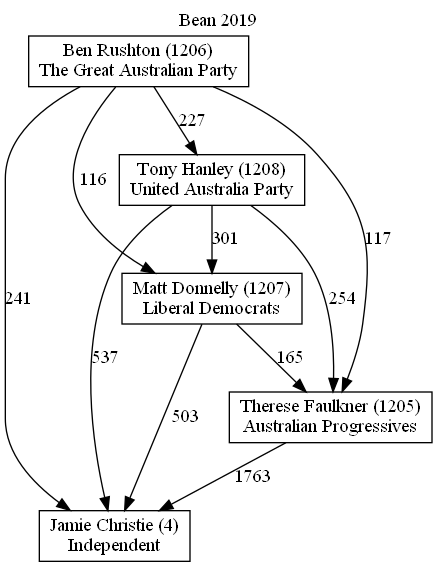 Bean 2019
Ben Rushton (1206)
The Great Australian Party
227
116
Tony Hanley (1208)
United Australia Party
117
301
241
254
537
Matt Donnelly (1207)
Liberal Democrats
165
503
Therese Faulkner (1205)
Australian Progressives
1763
Jamie Christie (4)
Independent